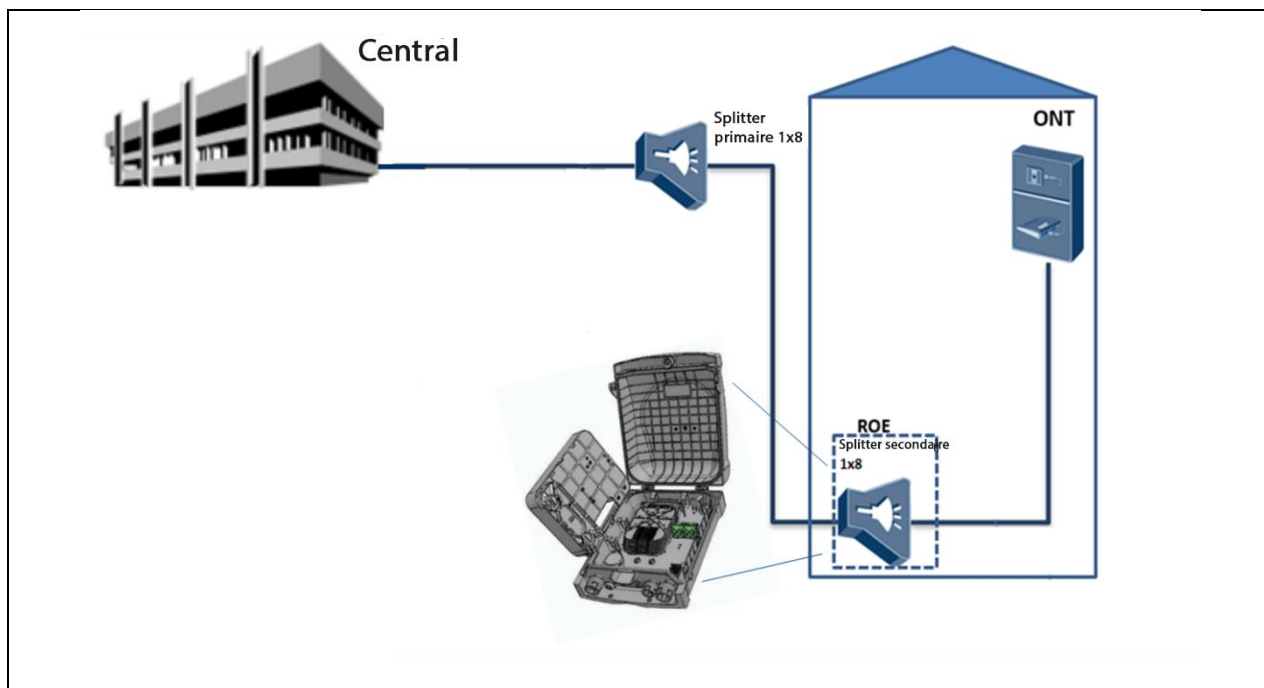 Central
Splitter
primaire 1x8
ONT
ROE
Splitter secondaire
1x8